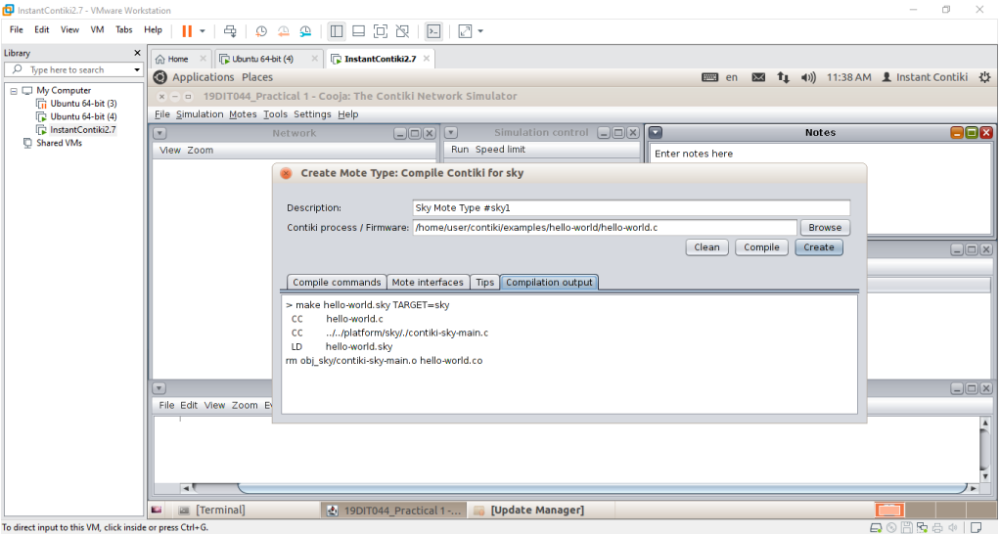 InstantContiki2.7 - VMware Workstation
File Edit View VM Tabs Help
Library
Type here to search
My Computer
Ubuntu 64-bit (3)
Ubuntu 64-bit (4)
InstantContiki2.7
Shared VMs
Home
Ubuntu 64-bit (4)
InstantContiki2.7
Applications Places
en
11:38 AM
Instant Contiki
19DIT044_Practical 1 - Cooja: The Contiki Network Simulator
File Simulation Motes Tools Settings Help
Network
View Zoom
Simulation control
Run Speed limit
Notes
Enter notes here
Create Mote Type: Compile Contiki for sky
Description:
Sky Mote Type #sky1
Contiki process / Firmware:
/home/user/contiki/examples/hello-world/hello-world.c
Browse
Clean
Compile
Create
Compile commands
Mote interfaces
Tips
Compilation output
> make hello-world.sky TARGET=sky
CC hello-world.c
CC ../../platform/sky/./contiki-sky-main.c
LD hello-world.sky
rm obj_sky/contiki-sky-main.o hello-world.co
File Edit View Zoom
[Terminal]
19DIT044_Practical 1 -...
[Update Manager]
To direct input to this VM, click inside or press Ctrl+G.